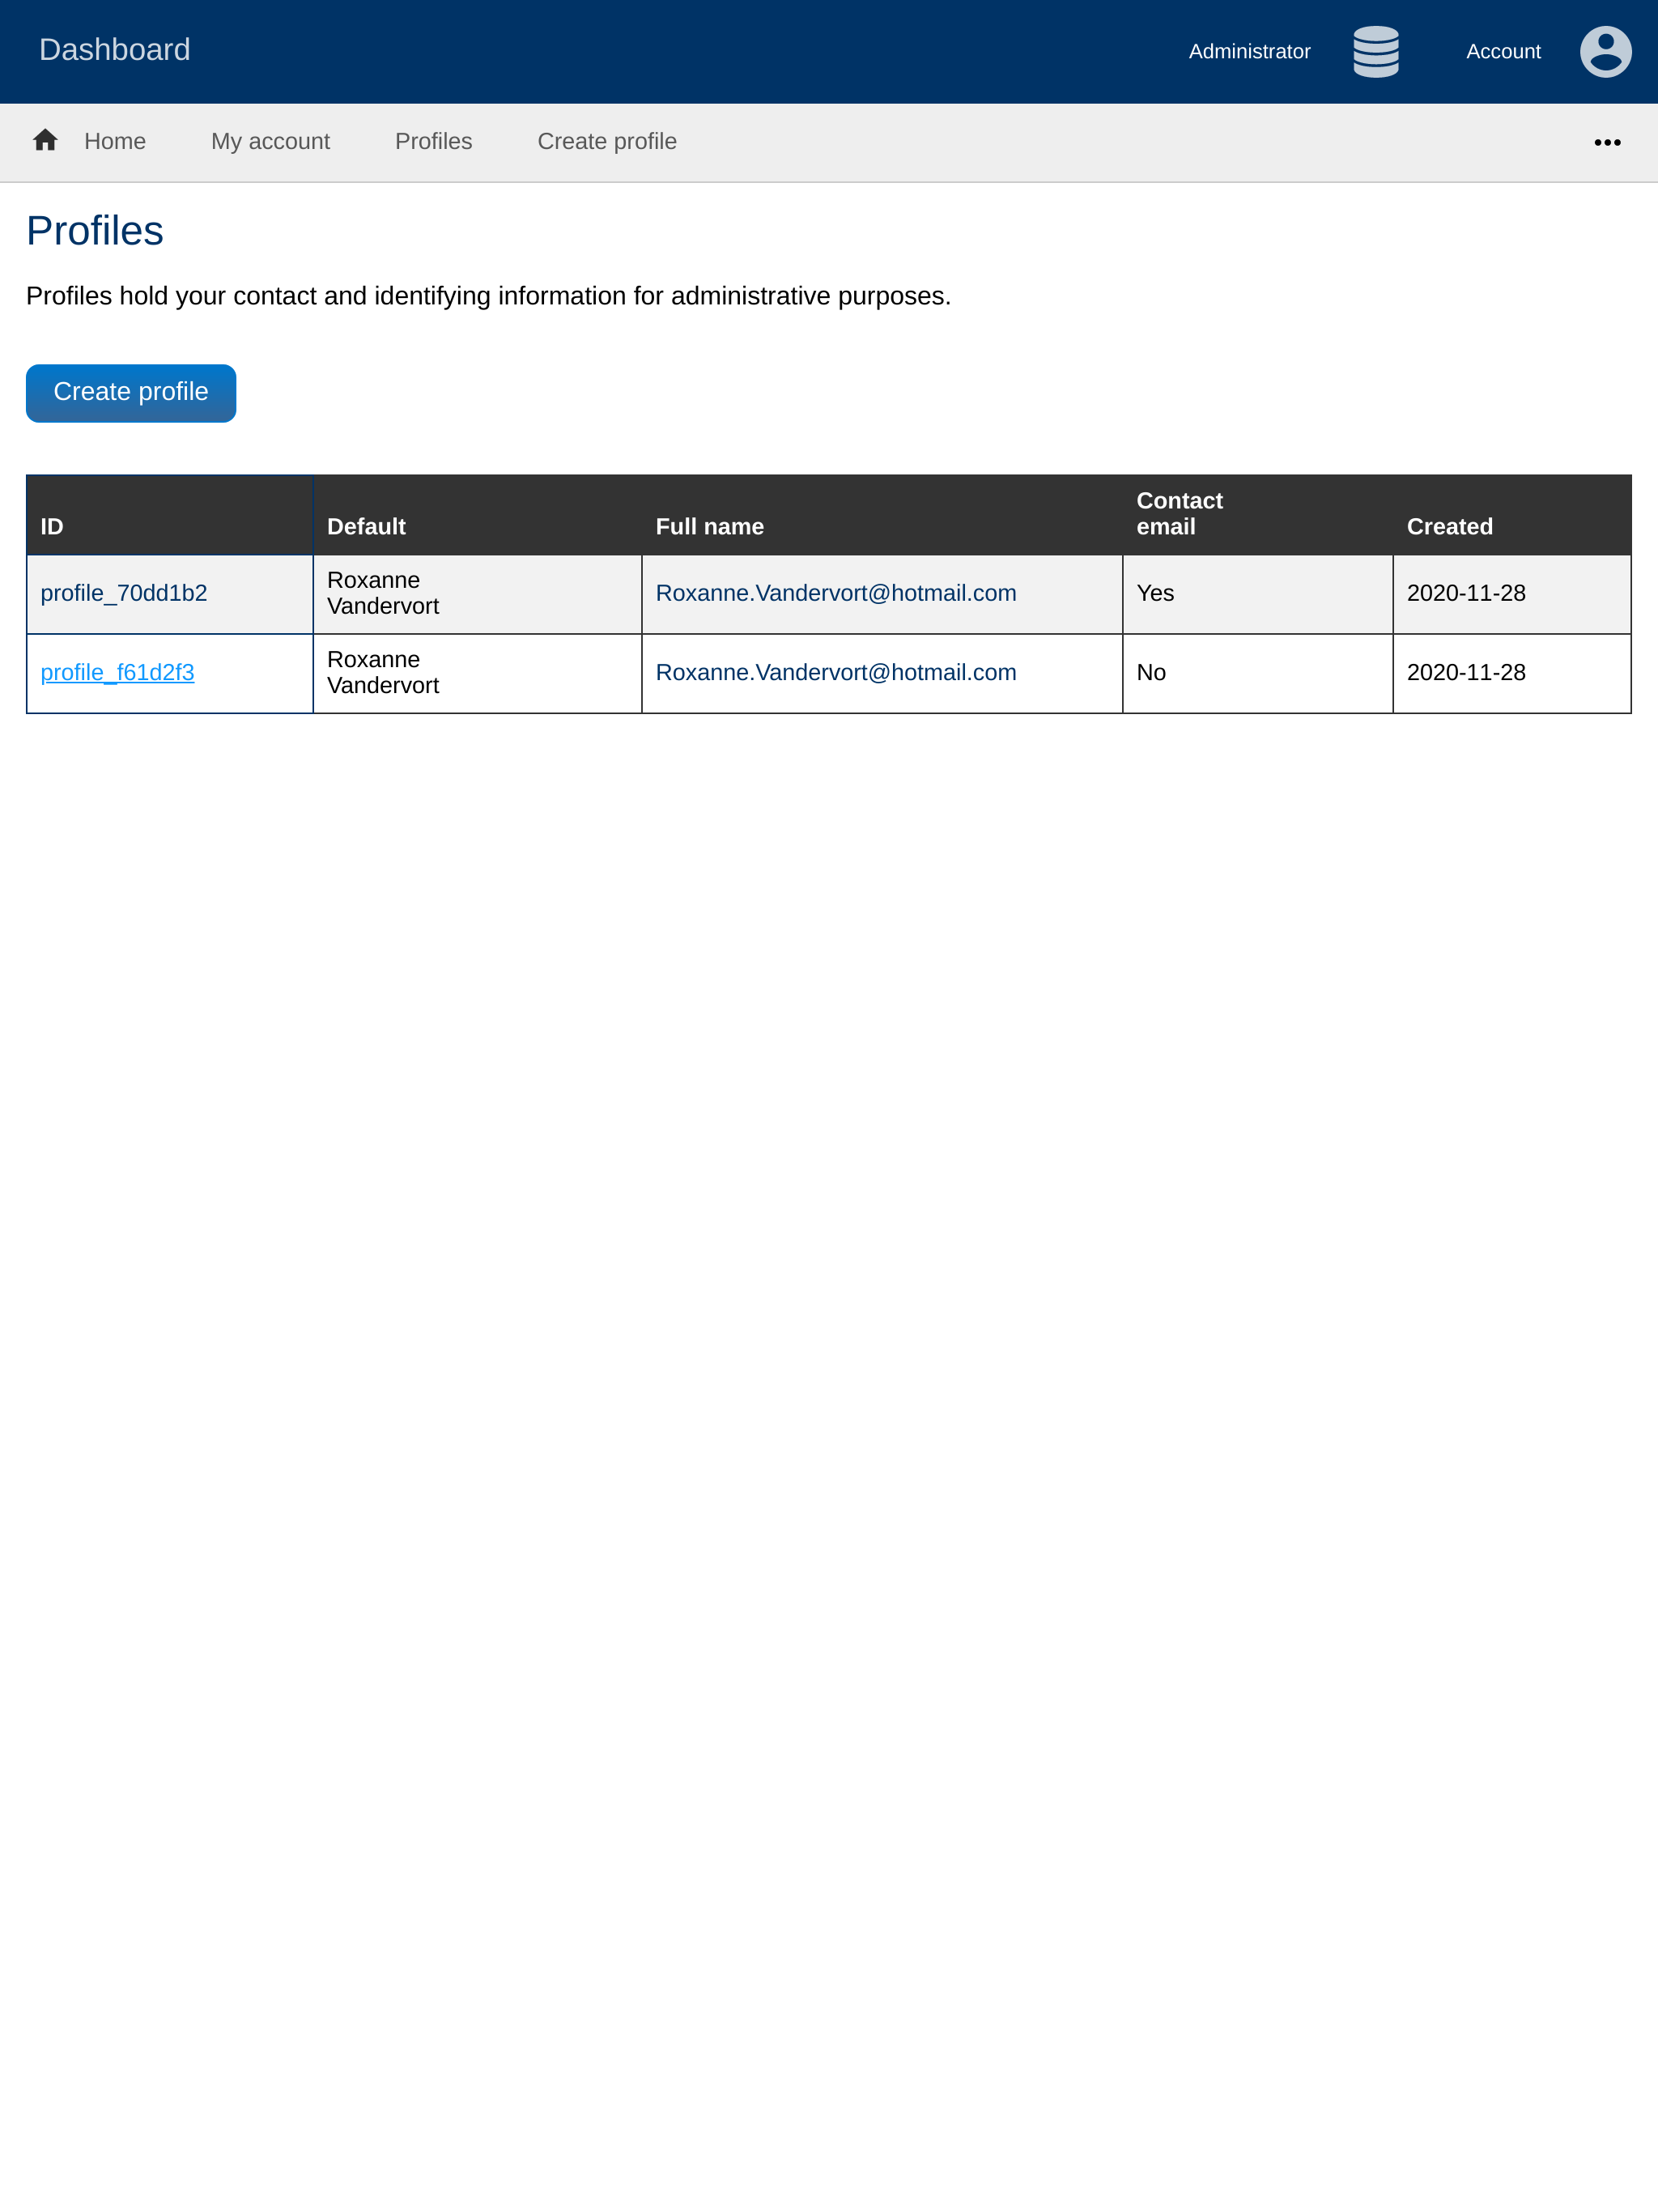 Dashboard
Administrator
Account
Home
My account
Profiles
Create profile
Profiles
Profiles hold your contact and identifying information for administrative purposes.
Create profile
ID
Default
Full name
Contact
email
Created
profile_70dd1b2
Roxanne
Vandervort
Roxanne.Vandervort@hotmail.com
Yes
2020-11-28
profile_f61d2f3
Roxanne
Vandervort
Roxanne.Vandervort@hotmail.com
No
2020-11-28